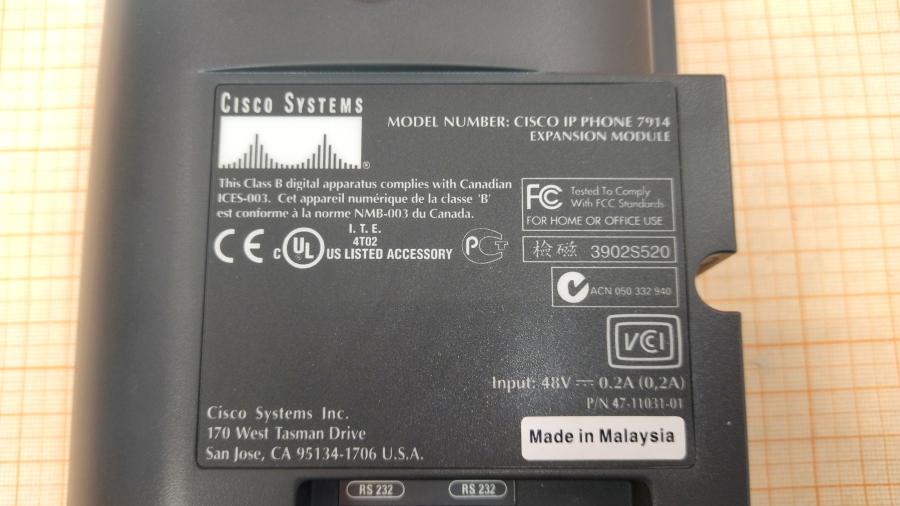 CISCO SYSTEMS
®
MODEL NUMBER: CISCO IP PHONE 7914
EXPANSION MODULE
This Class B digital apparatus complies with Canadian
ICES-003. Cet appareil numérique de la classe 'B'
est conforme à la norme NMB-003 du Canada.
FC Tested To Comply
With FCC Standards
FOR HOME OR OFFICE USE
I. T. E.
4T02
CE c UL US LISTED ACCESSORY
PCT
檢磁 3902S520
ACN 050 332 940
VCCI
Input: 48V ⎓ 0.2A (0,2A)
P/N 47-11031-01
Cisco Systems Inc.
170 West Tasman Drive
San Jose, CA 95134-1706 U.S.A.
Made in Malaysia
RS 232
RS 232